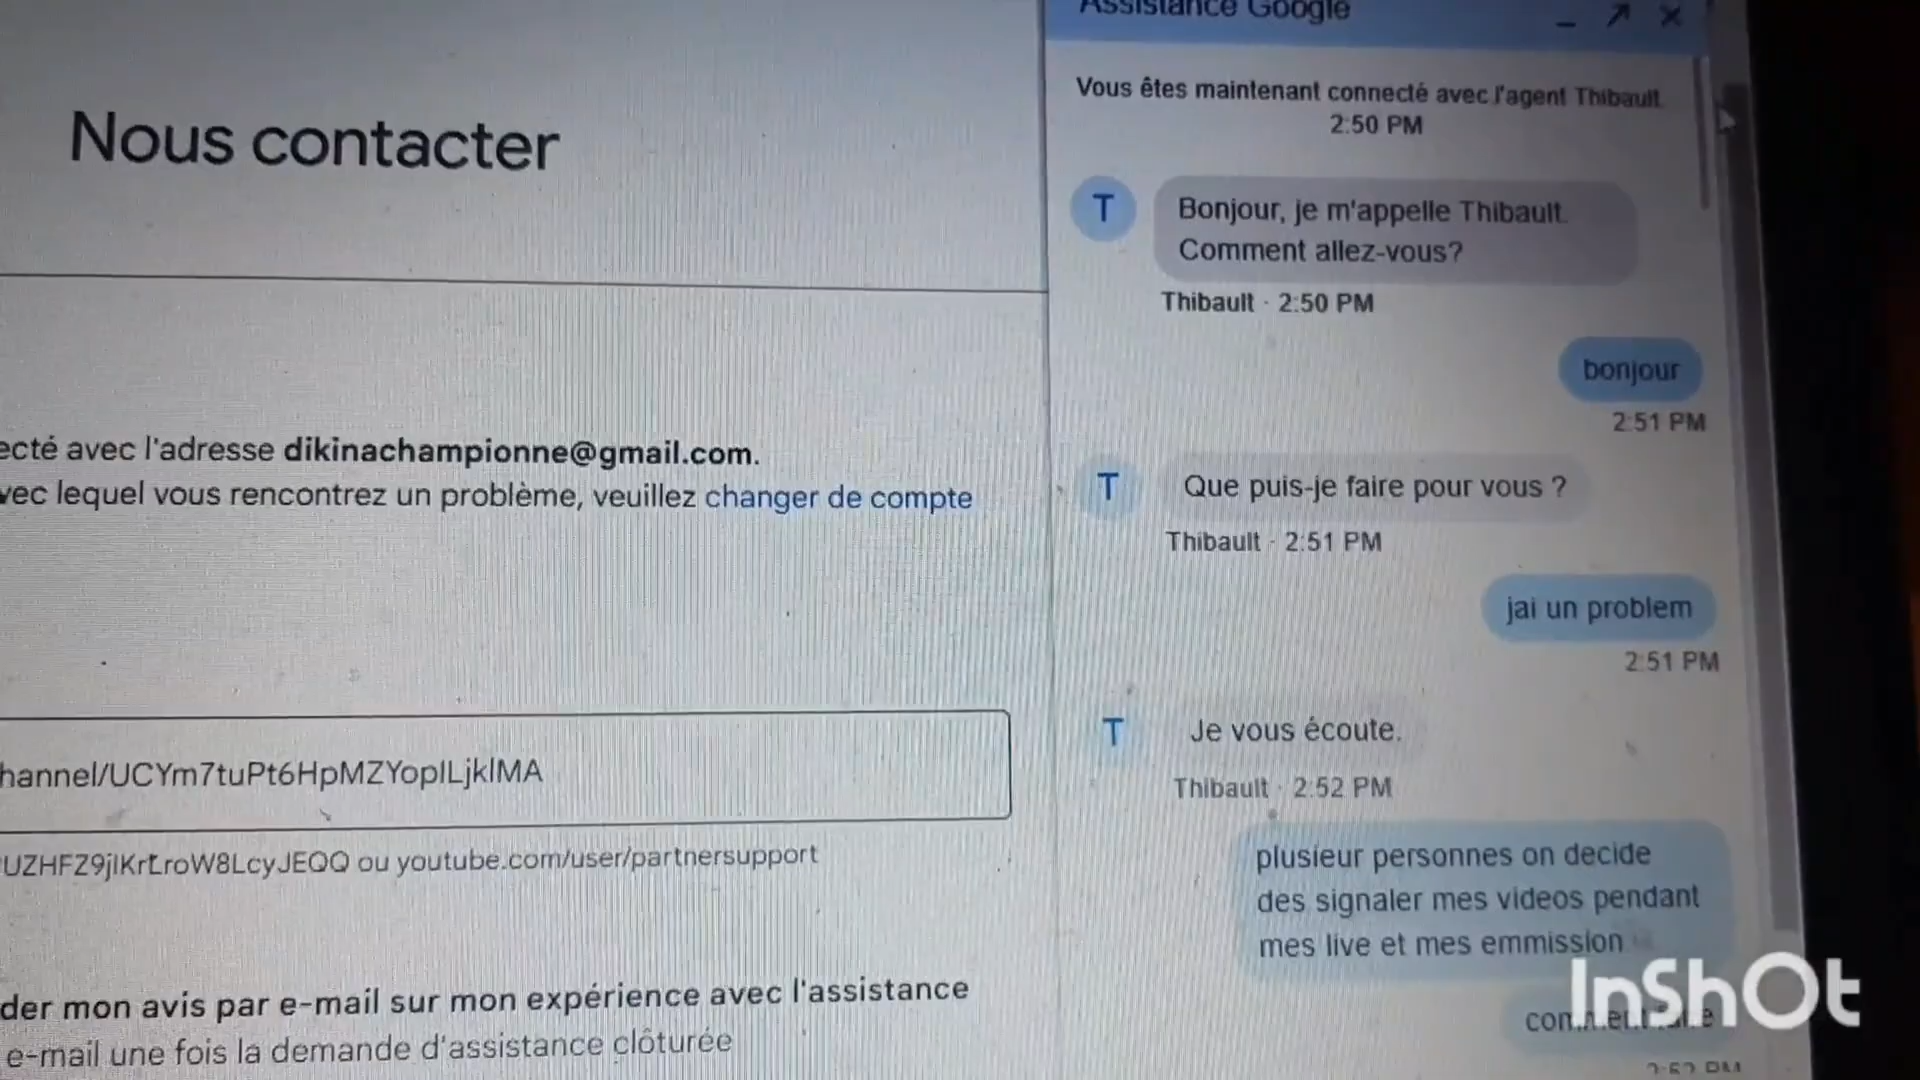 Assistance Google
Nous contacter
Vous êtes maintenant connecté avec l'agent Thibault.
2:50 PM
T
Bonjour, je m'appelle Thibault.
Comment allez-vous?
Thibault · 2:50 PM
bonjour
2:51 PM
ecté avec l'adresse dikinachampionne@gmail.com.
vec lequel vous rencontrez un problème, veuillez changer de compte
T
Que puis-je faire pour vous ?
Thibault · 2:51 PM
jai un problem
2:51 PM
T
Je vous écoute.
Thibault · 2:52 PM
hannel/UCYm7tuPt6HpMZYoplLjklMA
UZHFZ9jIKrLroW8LcyJEQQ ou youtube.com/user/partnersupport
plusieur personnes on decide
des signaler mes videos pendant
mes live et mes emmission
der mon avis par e-mail sur mon expérience avec l'assistance
e-mail une fois la demande d'assistance clôturée
InShOt